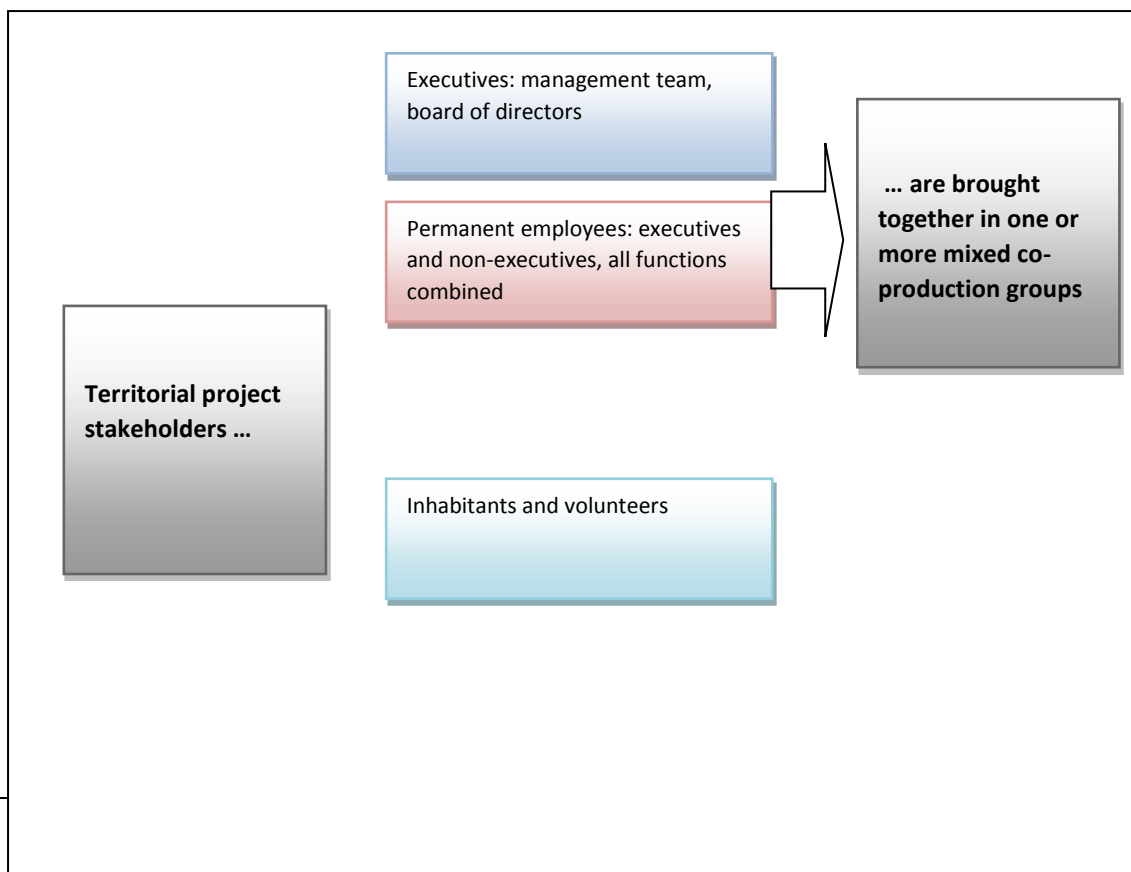 Territorial project
stakeholders …
Executives: management team,
board of directors
Permanent employees: executives
and non-executives, all functions
combined
Inhabitants and volunteers
… are brought
together in one or
more mixed co-
production groups